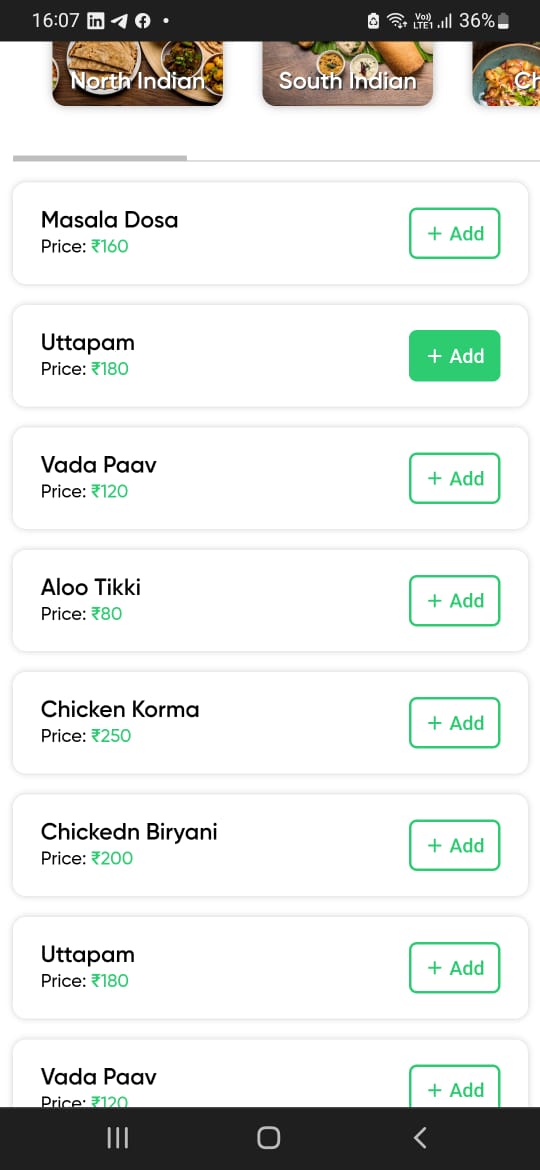 16:07 Vo)) LTE1 36%
North Indian
South Indian
Ch
Masala Dosa
Price: ₹160
+ Add
Uttapam
Price: ₹180
+ Add
Vada Paav
Price: ₹120
+ Add
Aloo Tikki
Price: ₹80
+ Add
Chicken Korma
Price: ₹250
+ Add
Chickedn Biryani
Price: ₹200
+ Add
Uttapam
Price: ₹180
+ Add
Vada Paav
Price: ₹120
+ Add